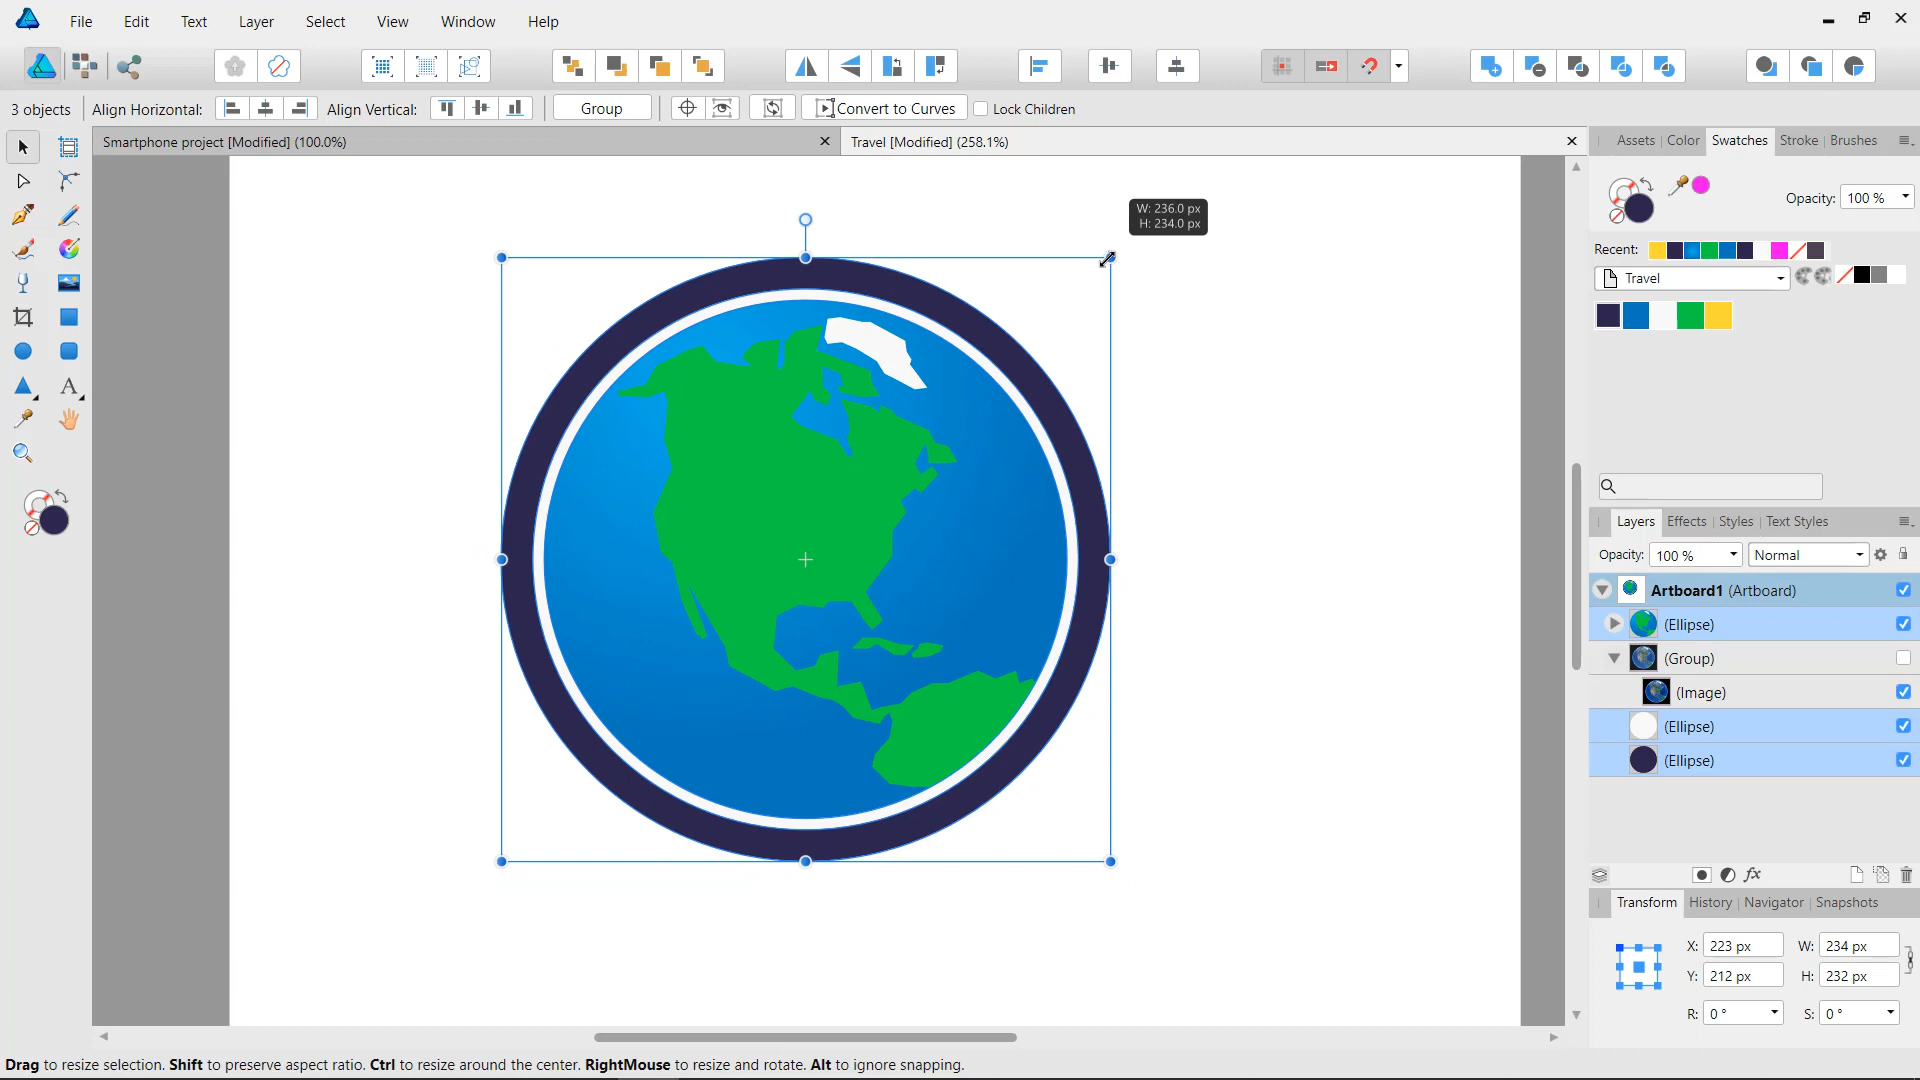 File Edit Text Layer Select View Window Help
3 objects Align Horizontal: Align Vertical: Group Convert to Curves Lock Children
Smartphone project [Modified] (100.0%)
Travel [Modified] (258.1%)
W: 236.0 px
H: 234.0 px
Assets Color Swatches Stroke Brushes
Opacity: 100 %
Recent:
Travel
Layers Effects Styles Text Styles
Opacity: 100 % Normal
Artboard1 (Artboard)
(Ellipse)
(Group)
(Image)
(Ellipse)
(Ellipse)
fx
Transform History Navigator Snapshots
X: 223 px W: 234 px
Y: 212 px H: 232 px
R: 0 ° S: 0 °
Drag to resize selection. Shift to preserve aspect ratio. Ctrl to resize around the center. RightMouse to resize and rotate. Alt to ignore snapping.